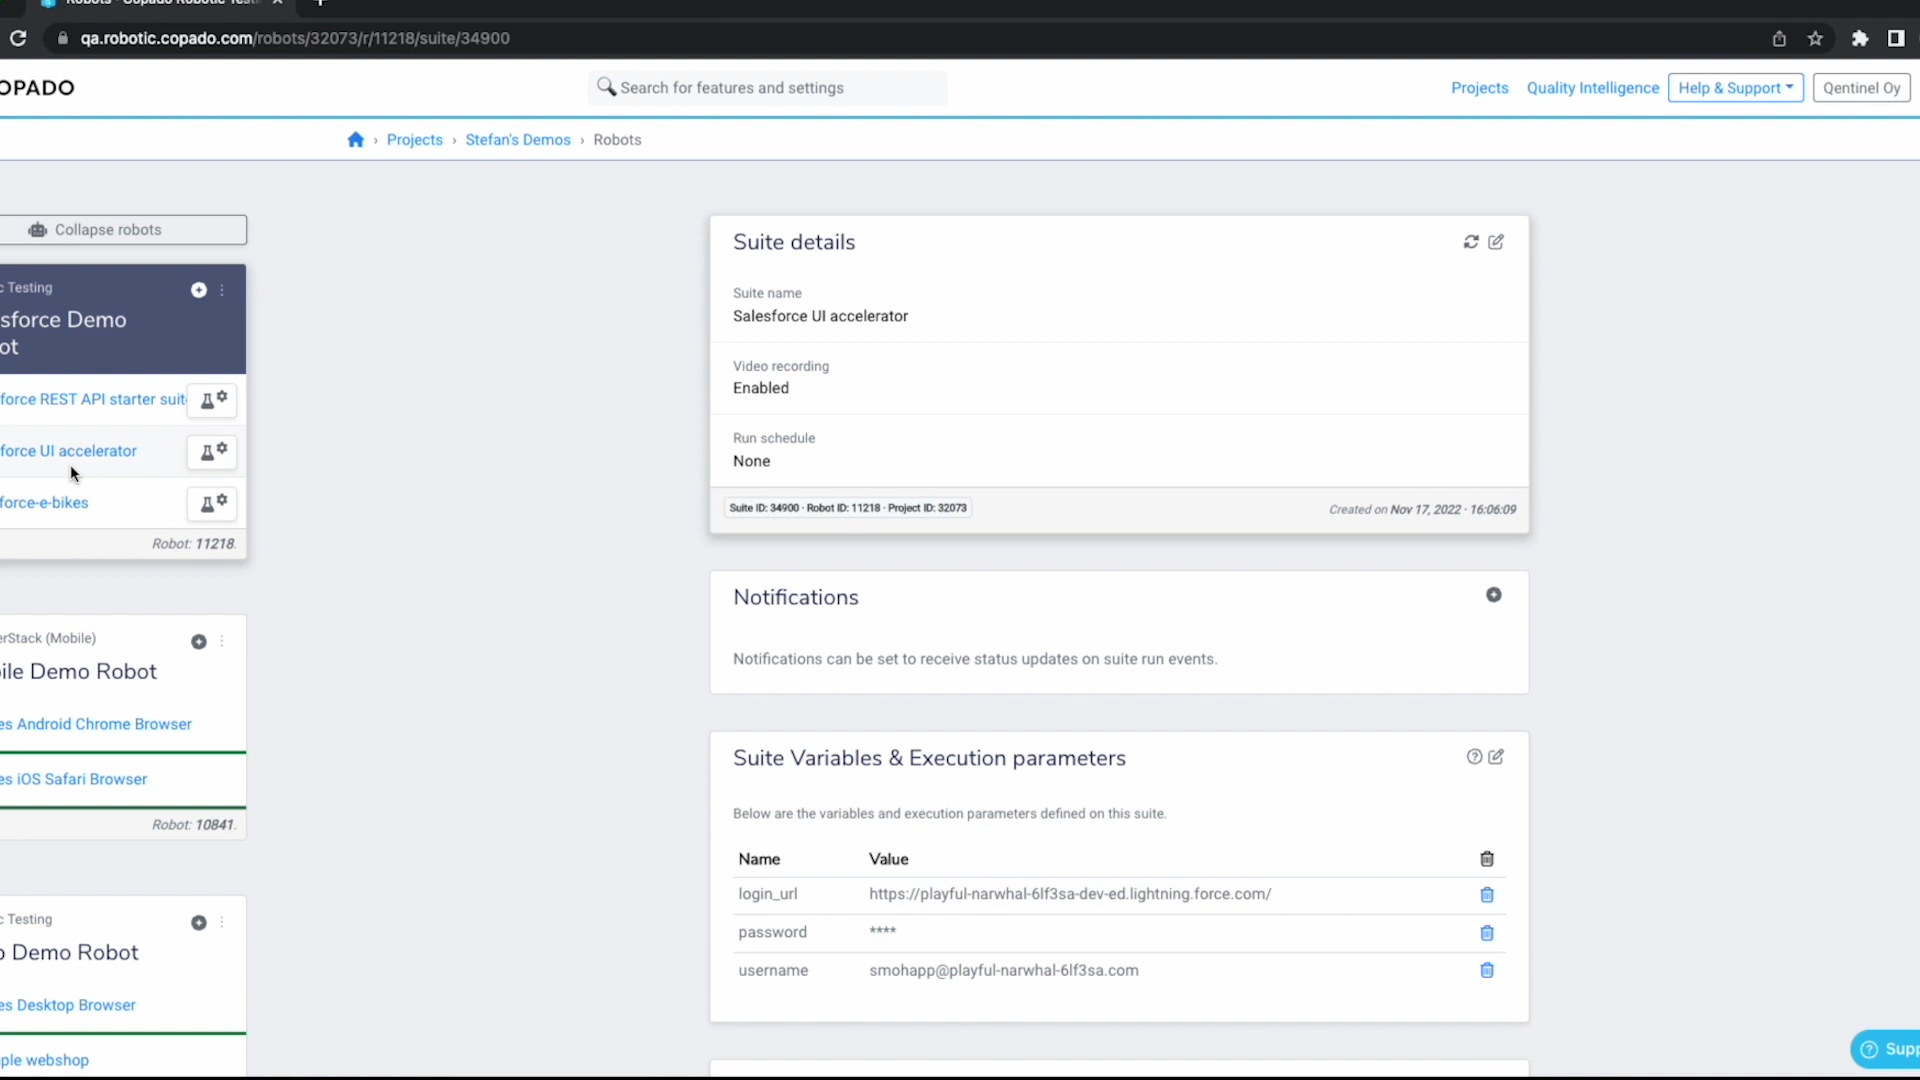 qa.robotic.copado.com/robots/32073/r/11218/suite/34900
OPADO
Search for features and settings
Projects
Quality Intelligence
Help & Support
Qentinel Oy
Projects
Stefan's Demos
Robots
Collapse robots
c Testing
sforce Demo
ot
force REST API starter suit
force UI accelerator
force-e-bikes
Robot: 11218.
erStack (Mobile)
ile Demo Robot
es Android Chrome Browser
es iOS Safari Browser
Robot: 10841.
c Testing
o Demo Robot
es Desktop Browser
ple webshop
Suite details
Suite name
Salesforce UI accelerator
Video recording
Enabled
Run schedule
None
Suite ID: 34900 · Robot ID: 11218 · Project ID: 32073
Created on Nov 17, 2022 · 16:06:09
Notifications
Notifications can be set to receive status updates on suite run events.
Suite Variables & Execution parameters
Below are the variables and execution parameters defined on this suite.
Name Value
login_url https://playful-narwhal-6lf3sa-dev-ed.lightning.force.com/
password ****
username smohapp@playful-narwhal-6lf3sa.com
Supp